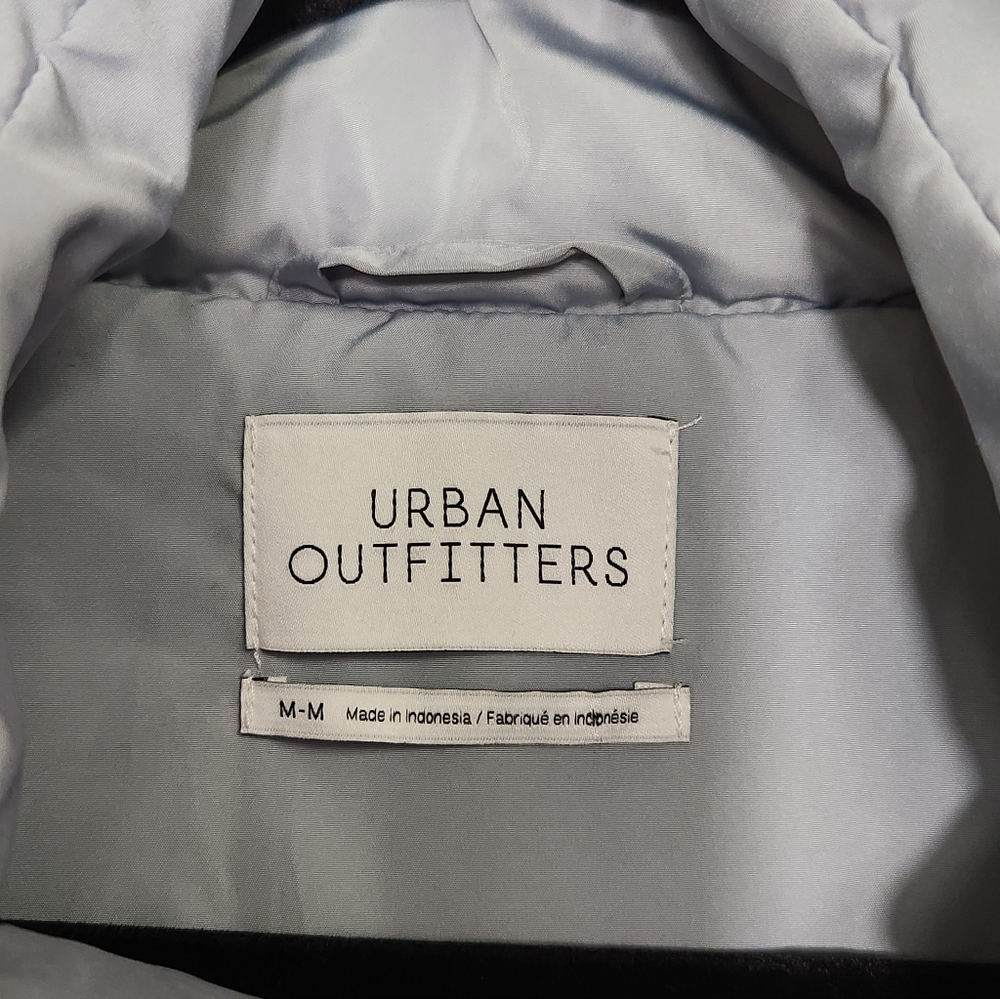 URBAN
OUTFITTERS
M-M Made in Indonesia / Fabriqué en Indonésie